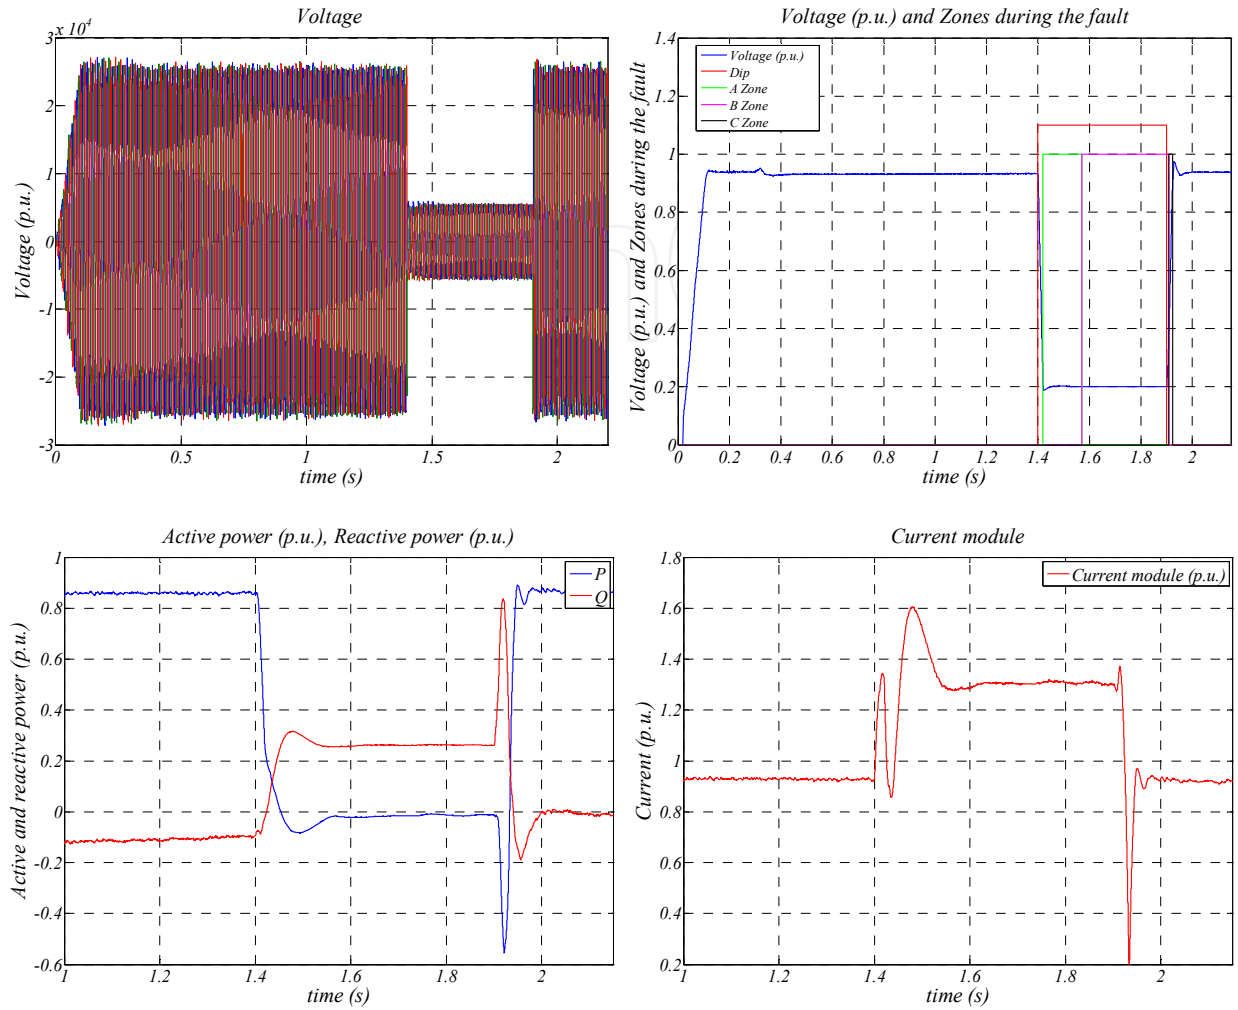 Voltage
x 10^4
3
2
1
0
-1
-2
-3
0 0.5 1 1.5 2
Voltage (p.u.)
time (s)
Voltage (p.u.) and Zones during the fault
1.4
1.2
1
0.8
0.6
0.4
0.2
0
0 0.2 0.4 0.6 0.8 1 1.2 1.4 1.6 1.8 2
Voltage (p.u.) and Zones during the fault
time (s)
Voltage (p.u.)
Dip
A Zone
B Zone
C Zone
Active power (p.u.), Reactive power (p.u.)
1
0.8
0.6
0.4
0.2
0
-0.2
-0.4
-0.6
1 1.2 1.4 1.6 1.8 2
Active and reactive power (p.u.)
time (s)
P
Q
Current module
1.8
1.6
1.4
1.2
1
0.8
0.6
0.4
0.2
1 1.2 1.4 1.6 1.8 2
Current (p.u.)
time (s)
Current module (p.u.)